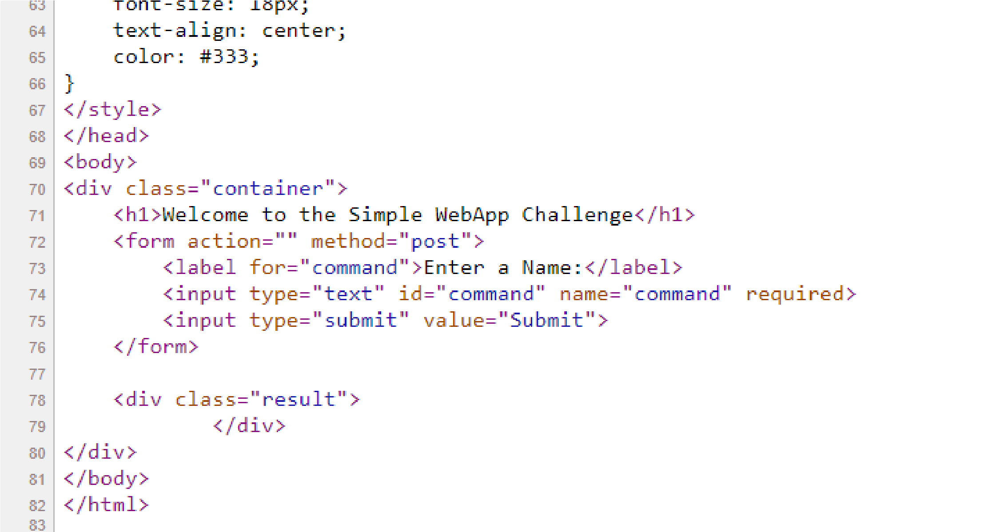 63 font-size: 18px;
64 text-align: center;
65 color: #333;
66 }
67 </style>
68 </head>
69 <body>
70 <div class="container">
71 <h1>Welcome to the Simple WebApp Challenge</h1>
72 <form action="" method="post">
73 <label for="command">Enter a Name:</label>
74 <input type="text" id="command" name="command" required>
75 <input type="submit" value="Submit">
76 </form>
77
78 <div class="result">
79 </div>
80 </div>
81 </body>
82 </html>
83